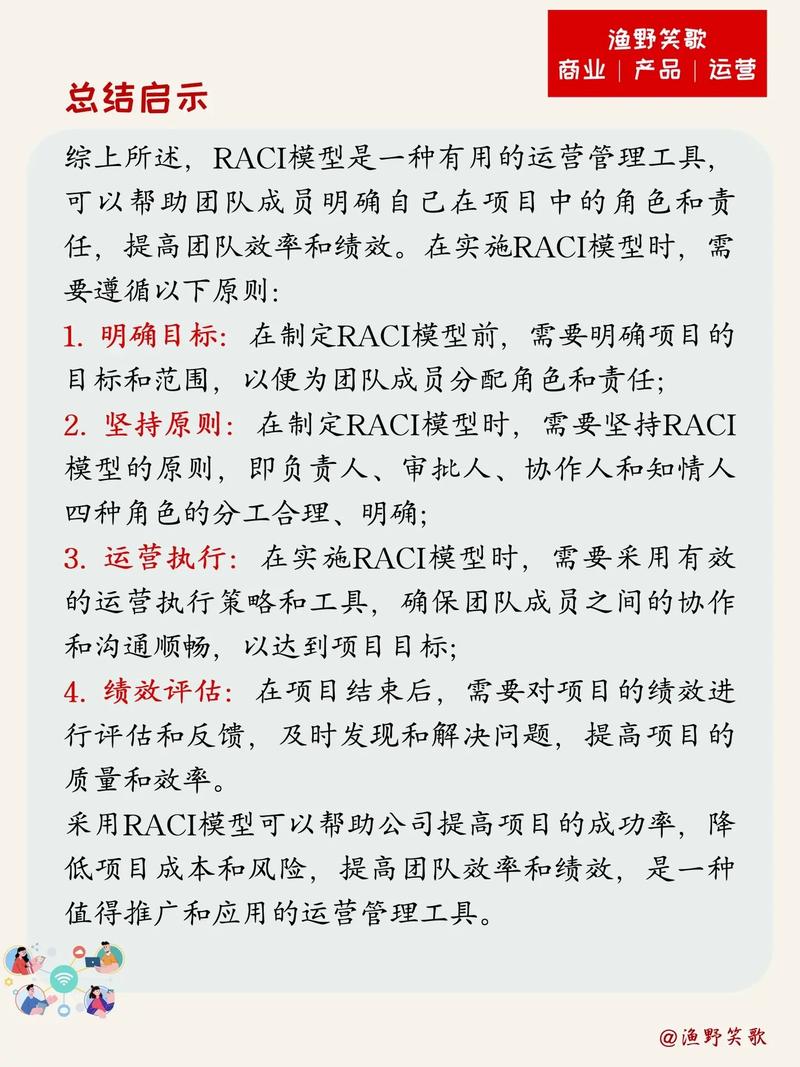 渔野笑歌
商业 | 产品 | 运营
总结启示
综上所述，RACI模型是一种有用的运营管理工具，
可以帮助团队成员明确自己在项目中的角色和责
任，提高团队效率和绩效。在实施RACI模型时，需
要遵循以下原则：
1. 明确目标：在制定RACI模型前，需要明确项目的
目标和范围，以便为团队成员分配角色和责任；
2. 坚持原则：在制定RACI模型时，需要坚持RACI
模型的原则，即负责人、审批人、协作人和知情人
四种角色的分工合理、明确；
3. 运营执行：在实施RACI模型时，需要采用有效
的运营执行策略和工具，确保团队成员之间的协作
和沟通顺畅，以达到项目目标；
4. 绩效评估：在项目结束后，需要对项目的绩效进
行评估和反馈，及时发现和解决问题，提高项目的
质量和效率。
采用RACI模型可以帮助公司提高项目的成功率，降
低项目成本和风险，提高团队效率和绩效，是一种
值得推广和应用的运营管理工具。
@渔野笑歌